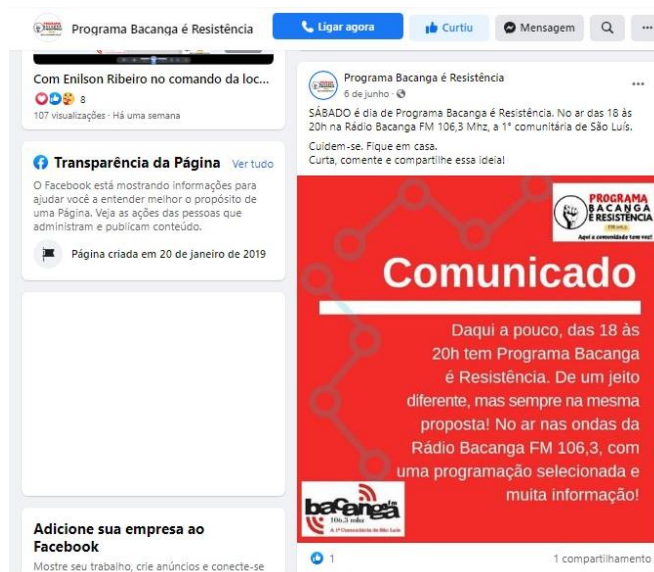 Programa Bacanga é Resistência
Ligar agora
Curtiu
Mensagem
Com Enilson Ribeiro no comando da loc...
8
107 visualizações · Há uma semana
Transparência da Página
Ver tudo
O Facebook está mostrando informações para
ajudar você a entender melhor o propósito de
uma Página. Veja as ações das pessoas que
administram e publicam conteúdo.
Página criada em 20 de janeiro de 2019
Adicione sua empresa ao
Facebook
Mostre seu trabalho, crie anúncios e conecte-se
Programa Bacanga é Resistência
6 de junho ·
SÁBADO é dia de Programa Bacanga é Resistência. No ar das 18 às
20h na Rádio Bacanga FM 106,3 Mhz, a 1ª comunitária de São Luís.
Cuidem-se. Fique em casa.
Curta, comente e compartilhe essa ideia!
PROGRAMA
BACANGA
É RESISTÊNCIA
Aqui a comunidade tem voz!
Comunicado
Daqui a pouco, das 18 às
20h tem Programa Bacanga
é Resistência. De um jeito
diferente, mas sempre na mesma
proposta! No ar nas ondas da
Rádio Bacanga FM 106,3, com
uma programação selecionada e
muita informação!
bacanga fm
106.3 mhz
A 1ª Comunitária de São Luís
1
1 compartilhamento